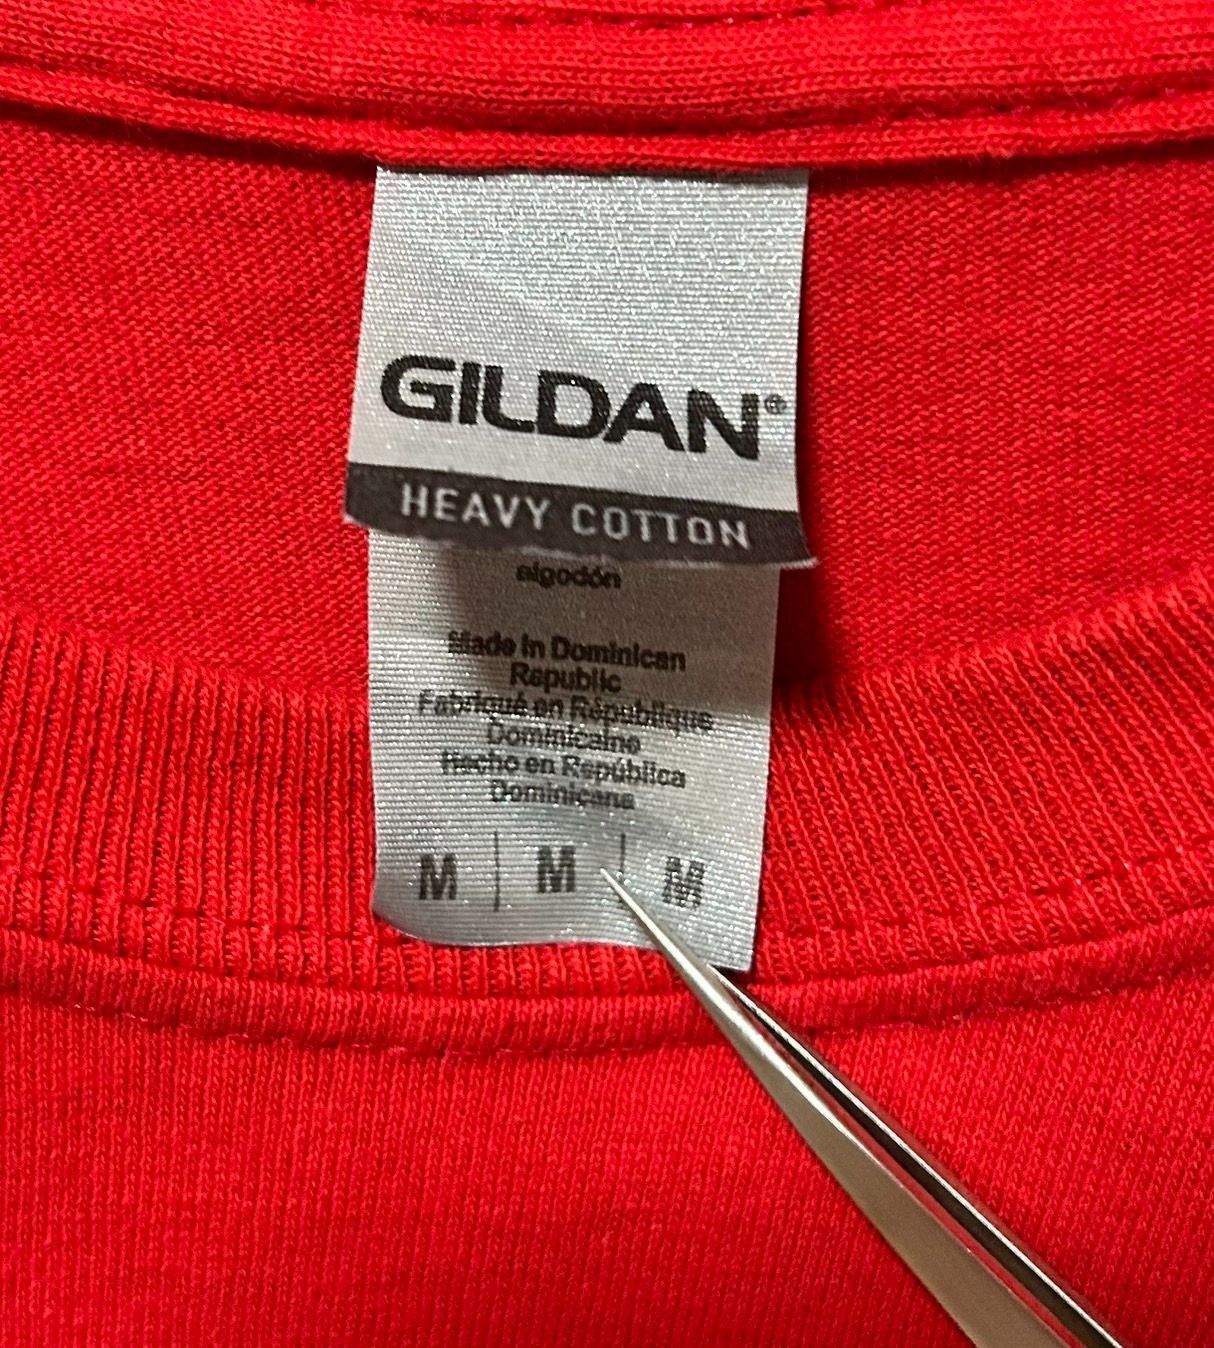 GILDAN®
HEAVY COTTON
algodón
Made in Dominican
Republic
Fabriqué en République
Dominicaine
Hecho en República
Dominicana
M | M | M